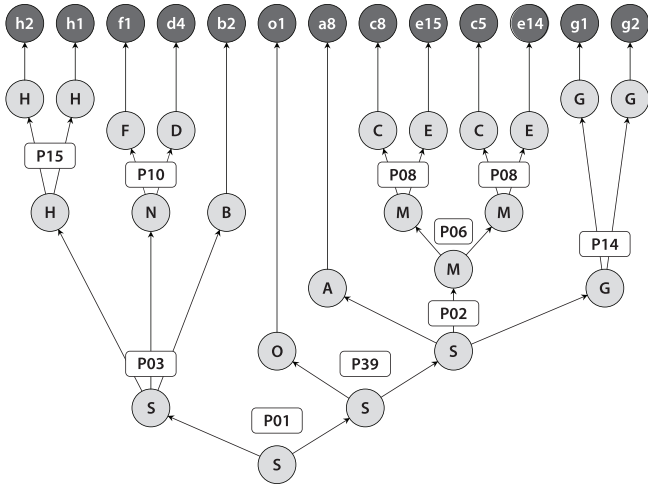 h2 h1 f1 d4 b2 o1 a8 c8 e15 c5 e14 g1 g2
H H G G
F D C E C E
P15
P10 P08 P08
H N B M M
P06
P14
M
A G
P02
O S
P03 P39
S S
P01
S